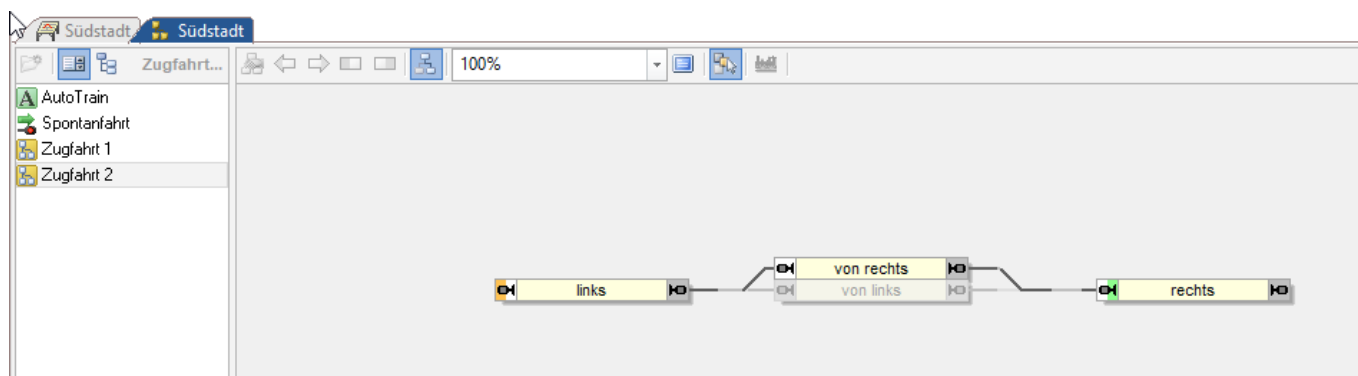 Südstadt Südstadt
Zugfahrt... 100%
A AutoTrain
Spontanfahrt
Zugfahrt 1
Zugfahrt 2
von rechts
links von links rechts